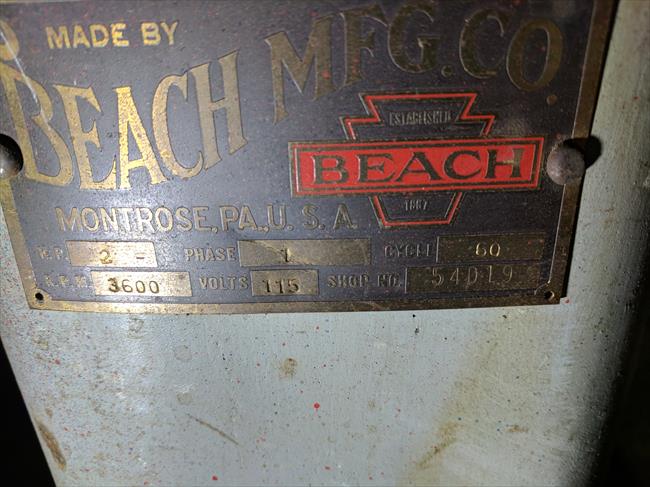 MADE BY
BEACH MFG. CO
ESTABLISHED
BEACH
1887
MONTROSE, PA., U. S. A.
H.P. 2 - PHASE 1 CYCLE 60
R.P.M. 3600 VOLTS 115 SHOP NO. 54D19